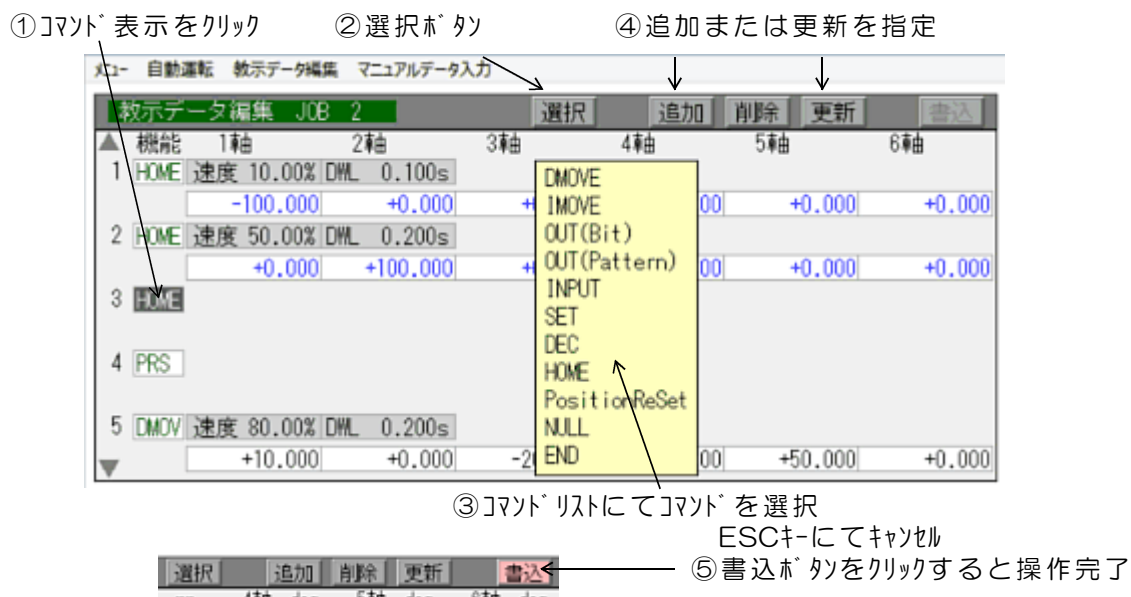 ①ｺﾏﾝﾄﾞ表示をｸﾘｯｸ ②選択ﾎﾞﾀﾝ ④追加または更新を指定
ﾒﾆｭｰ 自動運転 教示データ編集 マニュアルデータ入力
教示データ編集 JOB 2 選択 追加 削除 更新 書込
機能 1軸 2軸 3軸 4軸 5軸 6軸
1 HOME 速度 10.00% DWL 0.100s
-100.000 +0.000 00 +0.000 +0.000
2 HOME 速度 50.00% DWL 0.200s
+0.000 +100.000 00 +0.000 +0.000
3 HOME
4 PRS
5 DMOV 速度 80.00% DWL 0.200s
+10.000 +0.000 -2 00 +50.000 +0.000
DMOVE
IMOVE
OUT(Bit)
OUT(Pattern)
INPUT
SET
DEC
HOME
PositionReSet
NULL
END
③ｺﾏﾝﾄﾞﾘｽﾄにてｺﾏﾝﾄﾞを選択
ESCｷｰにてｷｬﾝｾﾙ
選択 追加 削除 更新 書込
⑤書込ﾎﾞﾀﾝをｸﾘｯｸすると操作完了